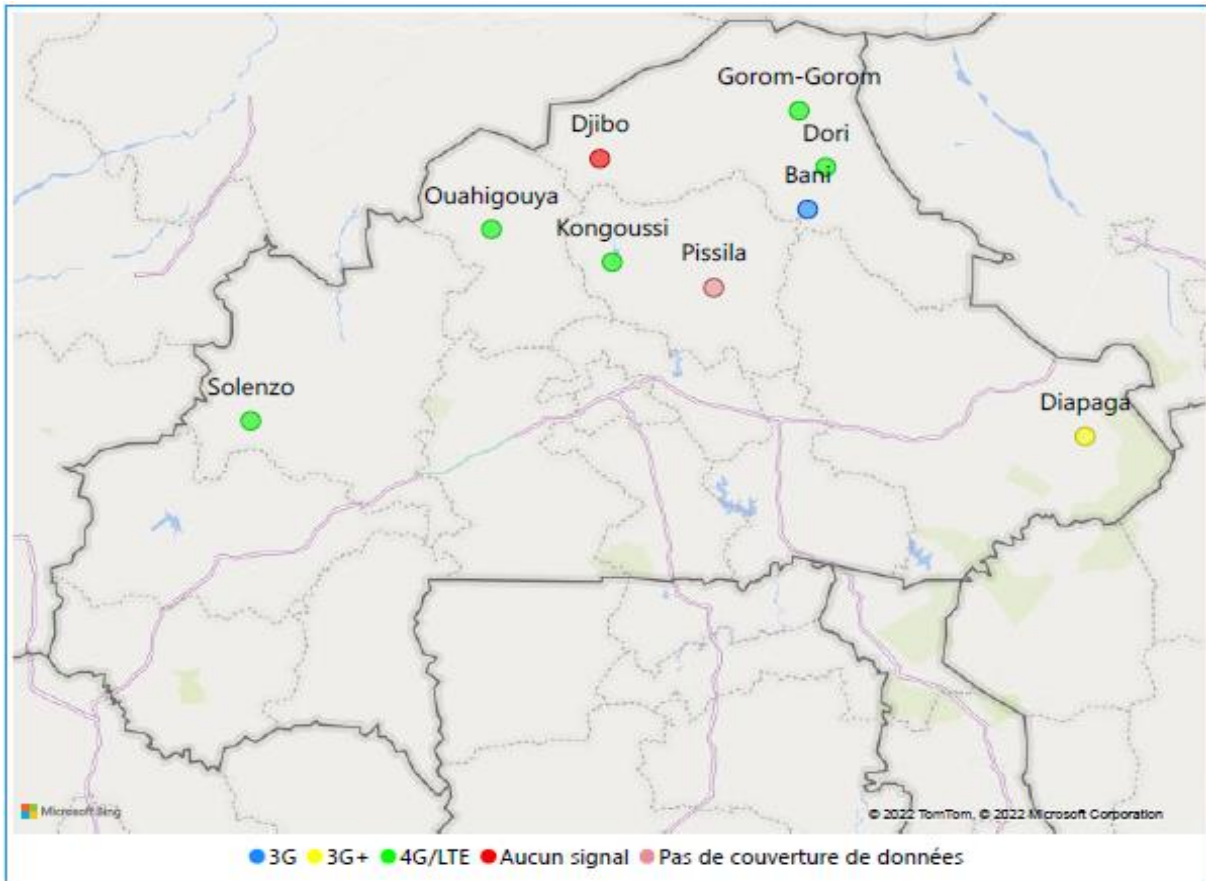 Gorom-Gorom
Djibo
Dori
Bani
Ouahigouya
Kongoussi
Pissila
Solenzo
Diapaga
Microsoft Bing
© 2022 TomTom, © 2022 Microsoft Corporation
3G 3G+ 4G/LTE Aucun signal Pas de couverture de données